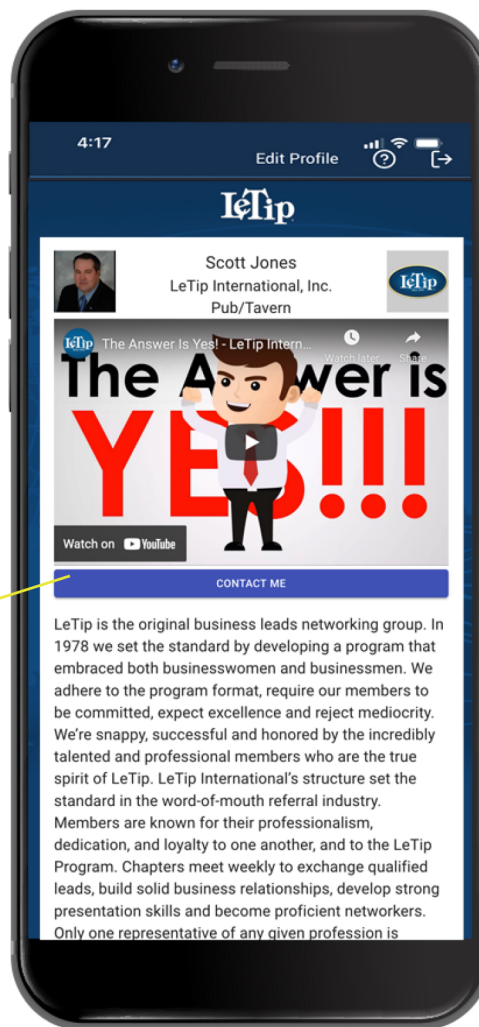 4:17
Edit Profile
LeTip
Scott Jones
LeTip International, Inc.
Pub/Tavern
LeTip
LeTip
The Answer Is Yes! - LeTip Intern...
Watch later
Share
The Answer is
YES!!!
Watch on YouTube
CONTACT ME
LeTip is the original business leads networking group. In
1978 we set the standard by developing a program that
embraced both businesswomen and businessmen. We
adhere to the program format, require our members to
be committed, expect excellence and reject mediocrity.
We're snappy, successful and honored by the incredibly
talented and professional members who are the true
spirit of LeTip. LeTip International's structure set the
standard in the word-of-mouth referral industry.
Members are known for their professionalism,
dedication, and loyalty to one another, and to the LeTip
Program. Chapters meet weekly to exchange qualified
leads, build solid business relationships, develop strong
presentation skills and become proficient networkers.
Only one representative of any given profession is